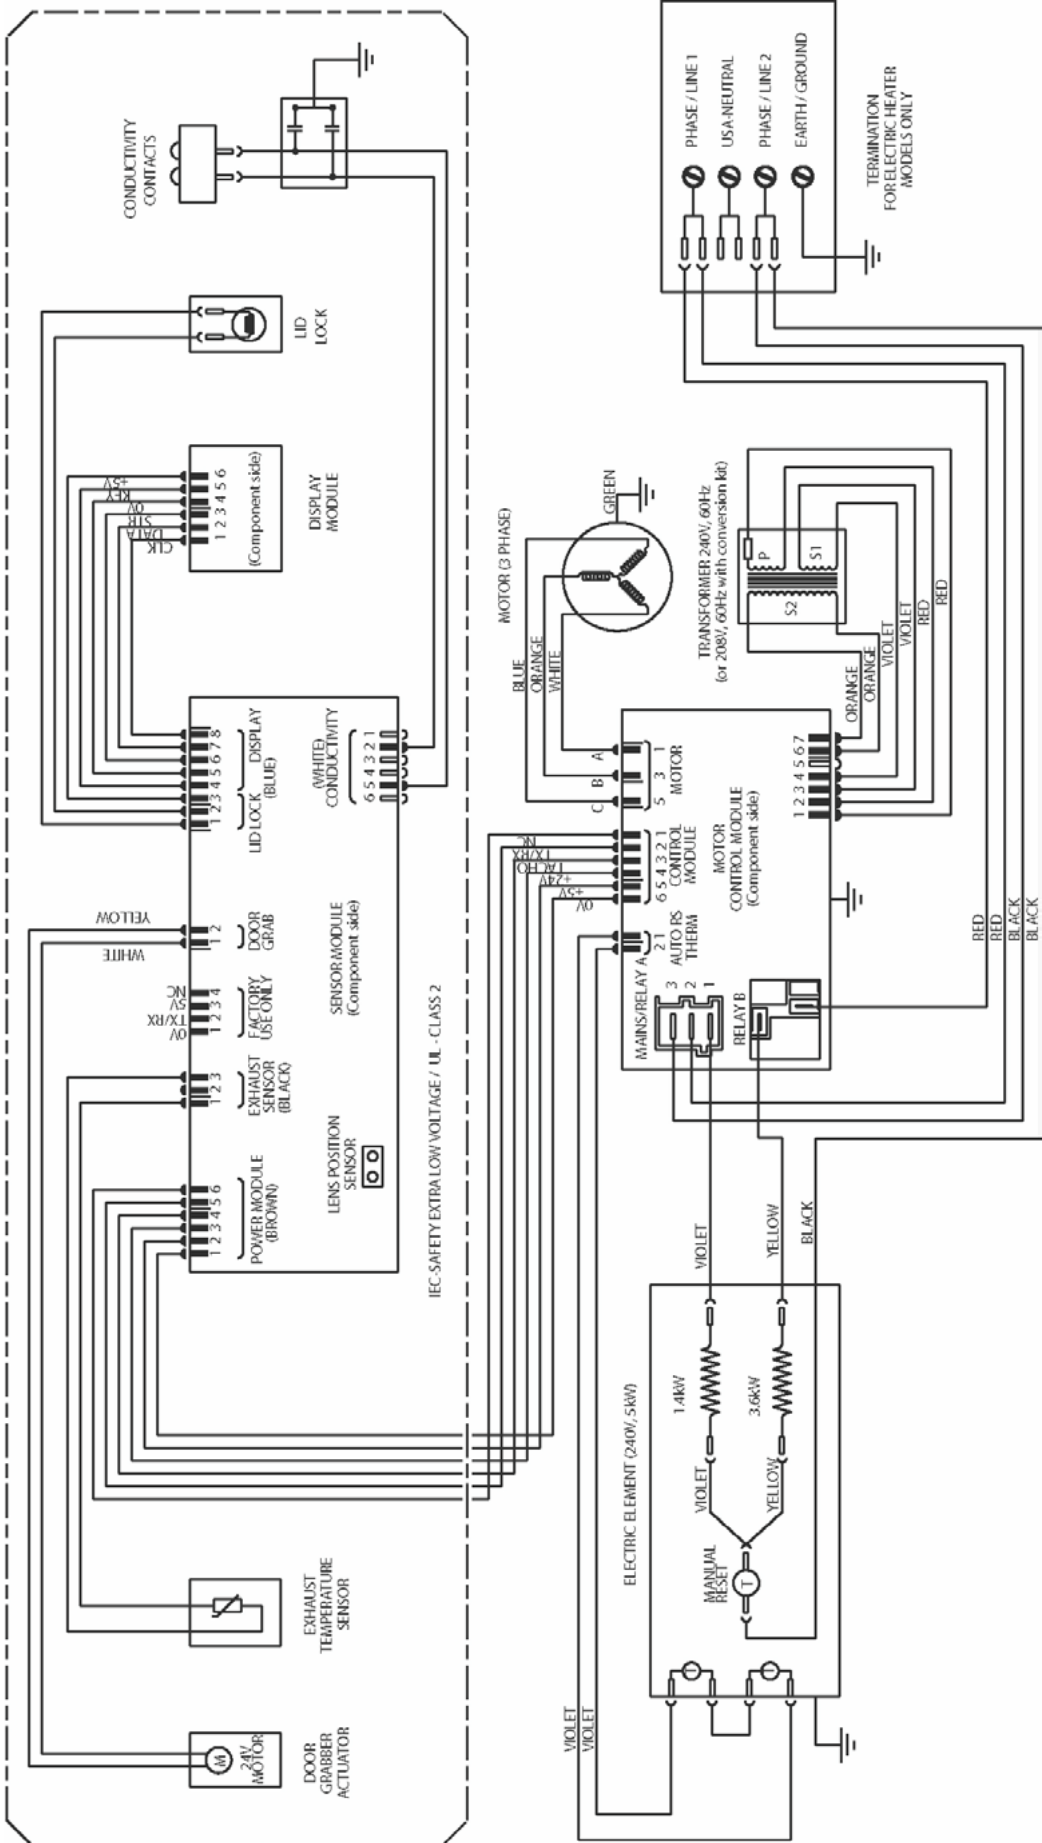 CONDUCTIVITY
CONTACTS
LID
LOCK
CLK
DATA
STR
0V
KEY
+5V
1 2 3 4 5 6
(Component side)
DISPLAY
MODULE
1 2 3 4 5 6 7 8
LID LOCK
DISPLAY
(BLUE)
(WHITE)
CONDUCTIVITY
6 5 4 3 2 1
YELLOW
WHITE
1 2
DOOR
GRAB
0V
TX/RX
5V
NC
1 2 3 4
FACTORY
USE ONLY
SENSOR MODULE
(Component side)
1 2 3
EXHAUST
SENSOR
(BLACK)
1 2 3 4 5 6
POWER MODULE
(BROWN)
LENS POSITION
SENSOR
IEC-SAFETY EXTRA LOW VOLTAGE / UL - CLASS 2
EXHAUST
TEMPERATURE
SENSOR
M
24V
MOTOR
DOOR
GRABBER
ACTUATOR
PHASE / LINE 1
USA-NEUTRAL
PHASE / LINE 2
EARTH / GROUND
TERMINATION
FOR ELECTRIC HEATER
MODELS ONLY
MOTOR (3 PHASE)
GREEN
BLUE
ORANGE
WHITE
TRANSFORMER 240V, 60Hz
(or 208V, 60Hz with conversion kit)
P
S1
S2
ORANGE
ORANGE
VIOLET
VIOLET
RED
RED
C B A
5 3 1
MOTOR
0V
+5V
+24V
TACHO
TX/RX
NC
6 5 4 3 2 1
CONTROL
MODULE
MOTOR
CONTROL MODULE
(Component side)
1 2 3 4 5 6 7
2 1
AUTO RS
THERM
MAINS/RELAY A
3
2
1
RELAY B
RED
RED
BLACK
BLACK
VIOLET
YELLOW
BLACK
ELECTRIC ELEMENT (240V, 5kW)
1.4kW
3.6kW
VIOLET
YELLOW
MANUAL
RESET
T
VIOLET
VIOLET